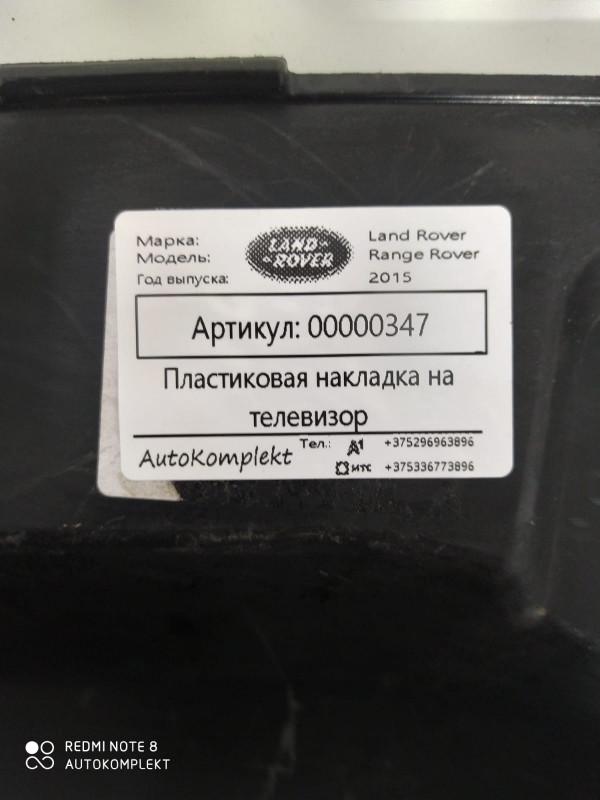 Марка: LAND- Land Rover
Модель: -ROVER Range Rover
Год выпуска: 2015
Артикул: 00000347
Пластиковая накладка на
телевизор
AutoKomplekt Тел.: A1 +375296963896
мтс +375336773896
REDMI NOTE 8
AUTOKOMPLEKT